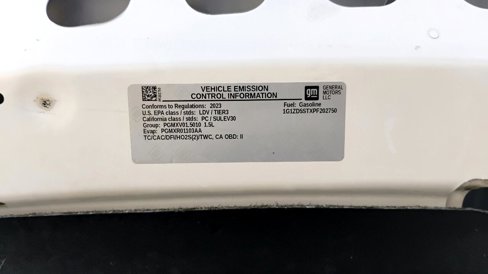 VEHICLE EMISSION
CONTROL INFORMATION
gm
GENERAL
MOTORS
LLC
Conforms to Regulations: 2023
Fuel: Gasoline
U.S. EPA class / stds: LDV / TIER3
1G1ZD5STXPF202750
California class / stds: PC / SULEV30
Group: PGMXV01.5010 1.5L
Evap: PGMXR01103AA
TC/CAC/DFI/HO2S(2)/TWC, CA OBD: II